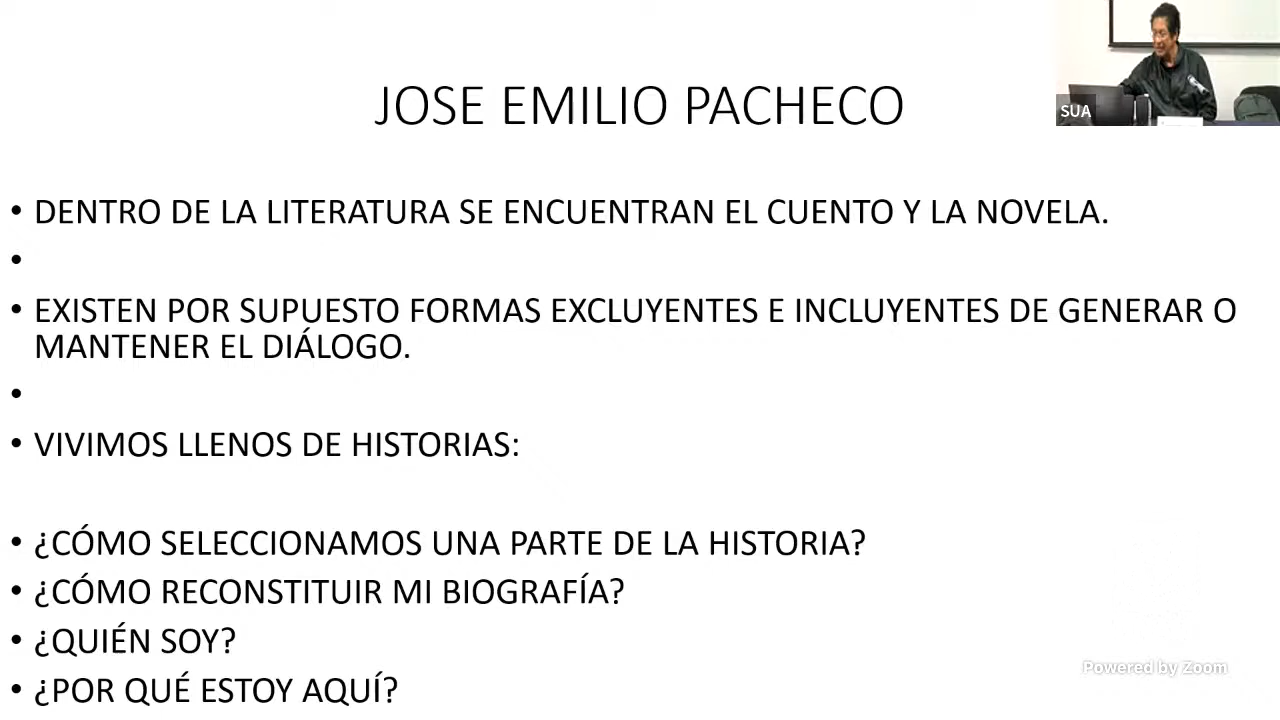 JOSE EMILIO PACHECO
SUA
• DENTRO DE LA LITERATURA SE ENCUENTRAN EL CUENTO Y LA NOVELA.
•
• EXISTEN POR SUPUESTO FORMAS EXCLUYENTES E INCLUYENTES DE GENERAR O
MANTENER EL DIÁLOGO.
•
• VIVIMOS LLENOS DE HISTORIAS:
• ¿CÓMO SELECCIONAMOS UNA PARTE DE LA HISTORIA?
• ¿CÓMO RECONSTITUIR MI BIOGRAFÍA?
• ¿QUIÉN SOY?
• ¿POR QUÉ ESTOY AQUÍ?
Powered by Zoom